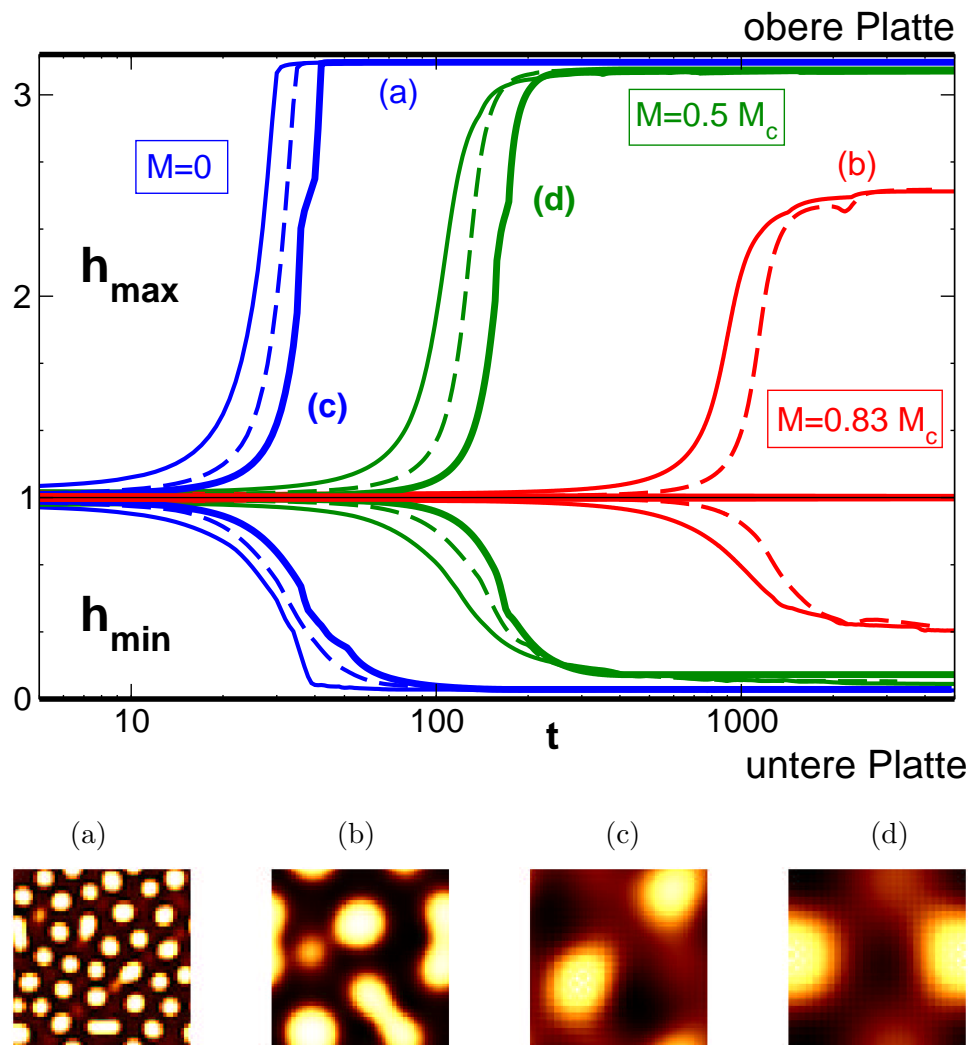 obere Platte
3
(a)
M=0.5 M_c
M=0
(b)
(d)
h_max
2
(c)
M=0.83 M_c
1
h_min
0
10
100
t
1000
untere Platte
(a) (b) (c) (d)